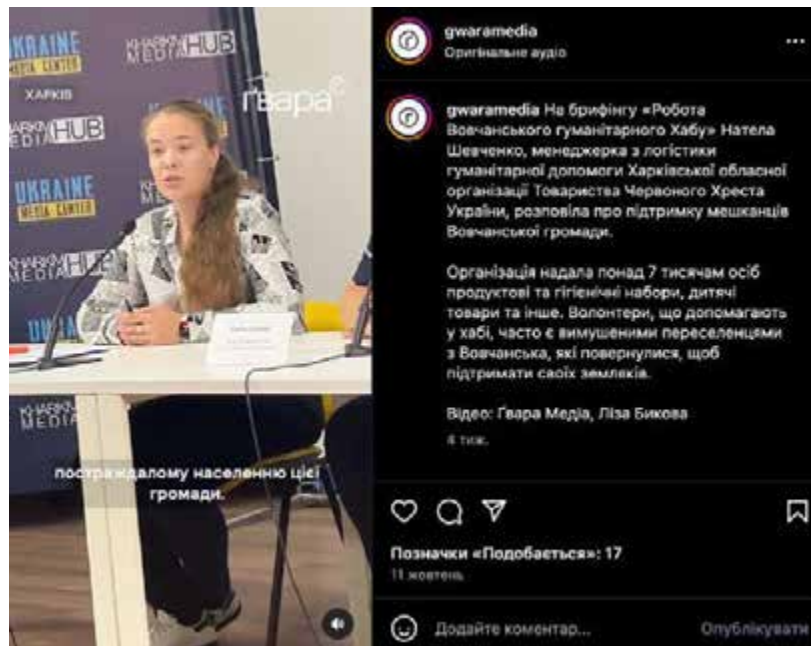 UKRAINE
MEDIA CENTER
ХАРКІВ
KHARKIV
MEDIA HUB
ґвара
MEDIA HUB
UKRAINE
MEDIA CENTER
KHARKIV
MEDIA
KHARKIV
MEDIA
постраждалому населенню цієї
громади.
gwaramedia
Оригінальне аудіо
gwaramedia На брифінгу «Робота
Вовчанського гуманітарного Хабу» Натела
Шевченко, менеджерка з логістики
гуманітарної допомоги Харківської обласної
організації Товариства Червоного Хреста
України, розповіла про підтримку мешканців
Вовчанської громади.
Організація надала понад 7 тисячам осіб
продуктові та гігієнічні набори, дитячі
товари та інше. Волонтери, що допомагають
у хабі, часто є вимушеними переселенцями
з Вовчанська, які повернулися, щоб
підтримати своїх земляків.
Відео: Ґвара Медіа, Ліза Бикова
4 тиж.
Позначки «Подобається»: 17
11 жовтень
Додайте коментар...
Опублікувати